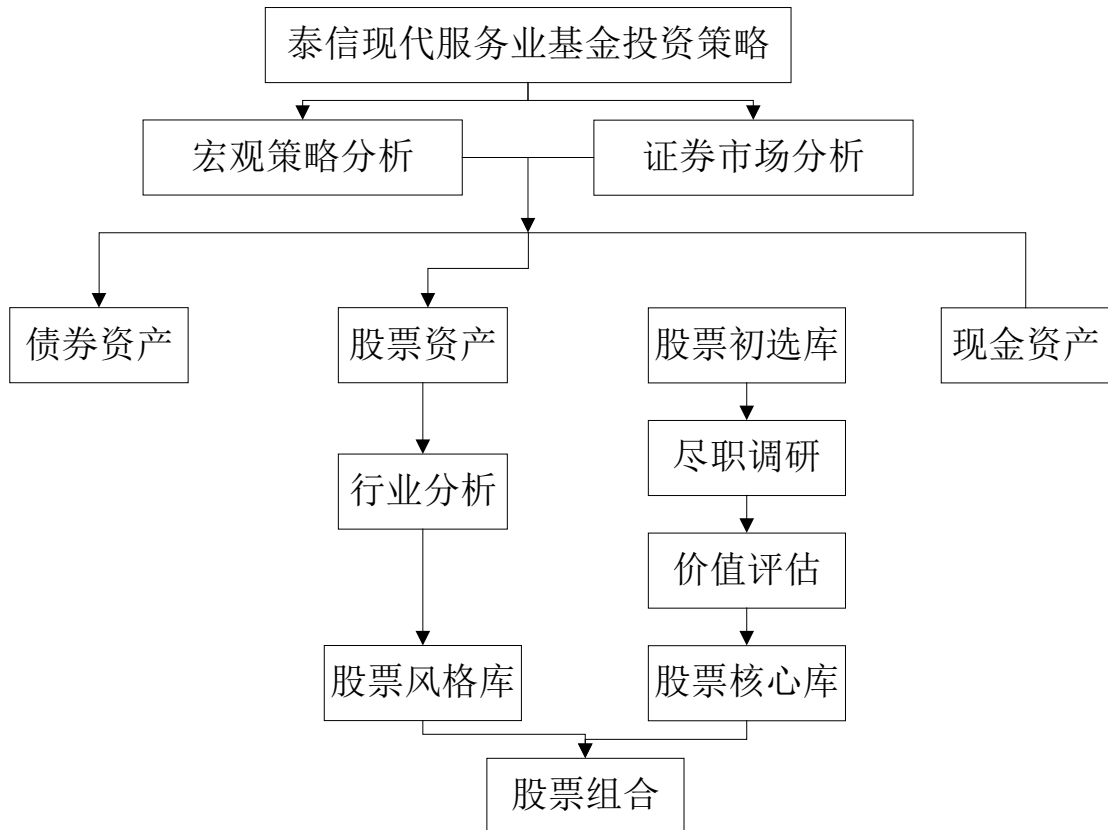 泰信现代服务业基金投资策略
宏观策略分析
证券市场分析
债券资产
股票资产
股票初选库
现金资产
尽职调研
行业分析
价值评估
股票风格库
股票核心库
股票组合